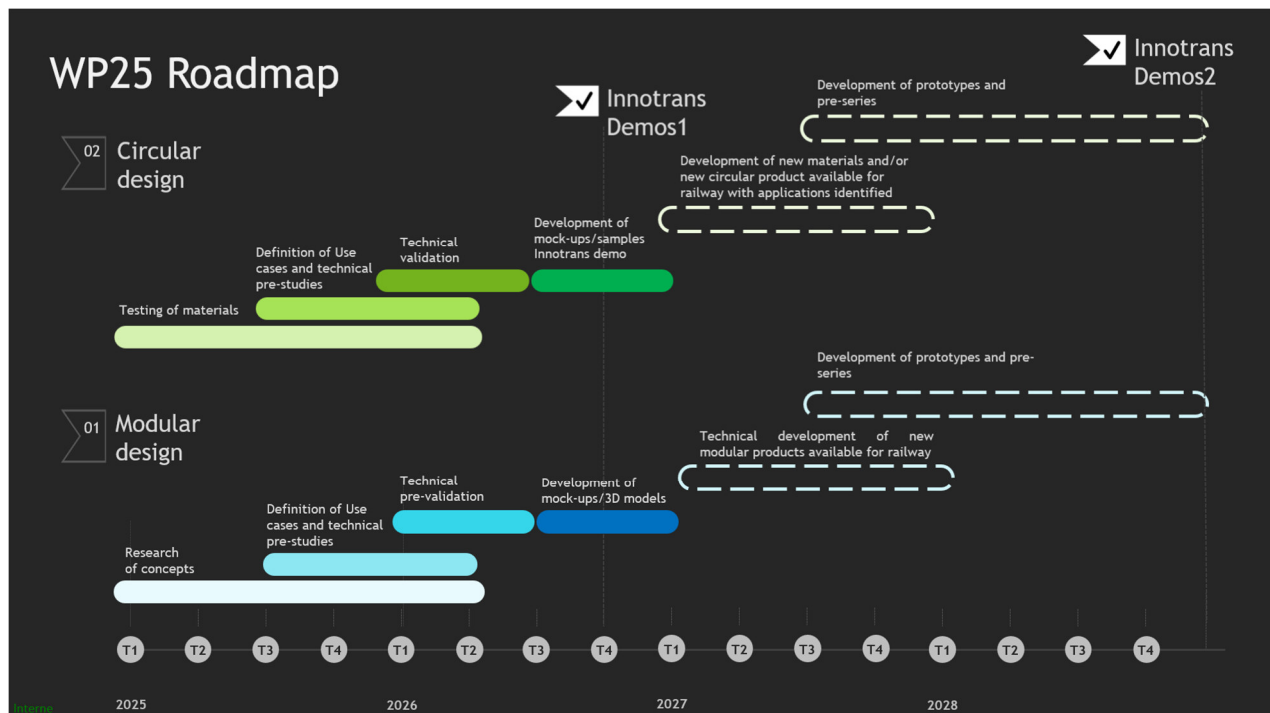 WP25 Roadmap
Innotrans
Demos1
Innotrans
Demos2
02
Circular
design
Development of prototypes and
pre-series
Development of new materials and/or
new circular product available for
railway with applications identified
Development of
mock-ups/samples
Innotrans demo
Technical
validation
Definition of Use
cases and technical
pre-studies
Testing of materials
01
Modular
design
Development of prototypes and pre-
series
Technical development of new
modular products available for railway
Development of
mock-ups/3D models
Technical
pre-validation
Definition of Use
cases and technical
pre-studies
Research
of concepts
T1 T2 T3 T4 T1 T2 T3 T4 T1 T2 T3 T4 T1 T2 T3 T4
2025 2026 2027 2028
Interne